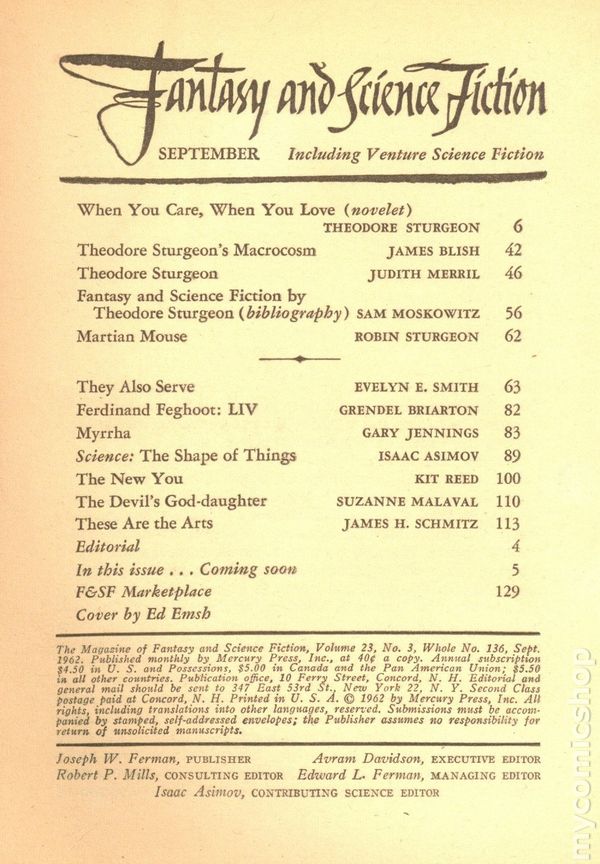 Fantasy and Science Fiction
SEPTEMBER Including Venture Science Fiction
When You Care, When You Love (novelet)
THEODORE STURGEON 6
Theodore Sturgeon's Macrocosm JAMES BLISH 42
Theodore Sturgeon JUDITH MERRIL 46
Fantasy and Science Fiction by
Theodore Sturgeon (bibliography) SAM MOSKOWITZ 56
Martian Mouse ROBIN STURGEON 62
They Also Serve EVELYN E. SMITH 63
Ferdinand Feghoot: LIV GRENDEL BRIARTON 82
Myrrha GARY JENNINGS 83
Science: The Shape of Things ISAAC ASIMOV 89
The New You KIT REED 100
The Devil's God-daughter SUZANNE MALAVAL 110
These Are the Arts JAMES H. SCHMITZ 113
Editorial 4
In this issue . . . Coming soon 5
F&SF Marketplace 129
Cover by Ed Emsh
The Magazine of Fantasy and Science Fiction, Volume 23, No. 3, Whole No. 136, Sept.
1962. Published monthly by Mercury Press, Inc., at 40¢ a copy. Annual subscription
$4.50 in U. S. and Possessions, $5.00 in Canada and the Pan American Union; $5.50
in all other countries. Publication office, 10 Ferry Street, Concord, N. H. Editorial and
general mail should be sent to 347 East 53rd St., New York 22, N. Y. Second Class
postage paid at Concord, N. H. Printed in U. S. A. © 1962 by Mercury Press, Inc. All
rights, including translations into other languages, reserved. Submissions must be accom-
panied by stamped, self-addressed envelopes; the Publisher assumes no responsibility for
return of unsolicited manuscripts.
Joseph W. Ferman, PUBLISHER Avram Davidson, EXECUTIVE EDITOR
Robert P. Mills, CONSULTING EDITOR Edward L. Ferman, MANAGING EDITOR
Isaac Asimov, CONTRIBUTING SCIENCE EDITOR
mycomicshop